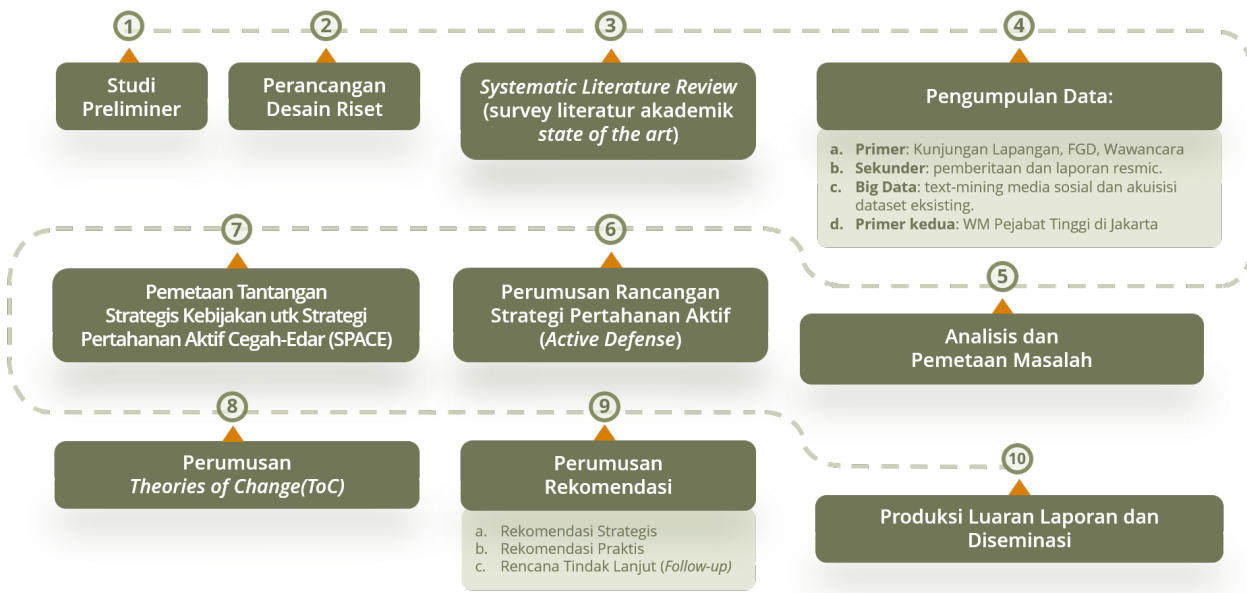 1
Studi
Preliminer
2
Perancangan
Desain Riset
3
Systematic Literature Review
(survey literatur akademik
state of the art)
4
Pengumpulan Data:
a. Primer: Kunjungan Lapangan, FGD, Wawancara
b. Sekunder: pemberitaan dan laporan resmic.
c. Big Data: text-mining media sosial dan akuisisi
dataset eksisting.
d. Primer kedua: WM Pejabat Tinggi di Jakarta
5
Analisis dan
Pemetaan Masalah
6
Perumusan Rancangan
Strategi Pertahanan Aktif
(Active Defense)
7
Pemetaan Tantangan
Strategis Kebijakan utk Strategi
Pertahanan Aktif Cegah-Edar (SPACE)
8
Perumusan
Theories of Change(ToC)
9
Perumusan
Rekomendasi
a. Rekomendasi Strategis
b. Rekomendasi Praktis
c. Rencana Tindak Lanjut (Follow-up)
10
Produksi Luaran Laporan dan
Diseminasi